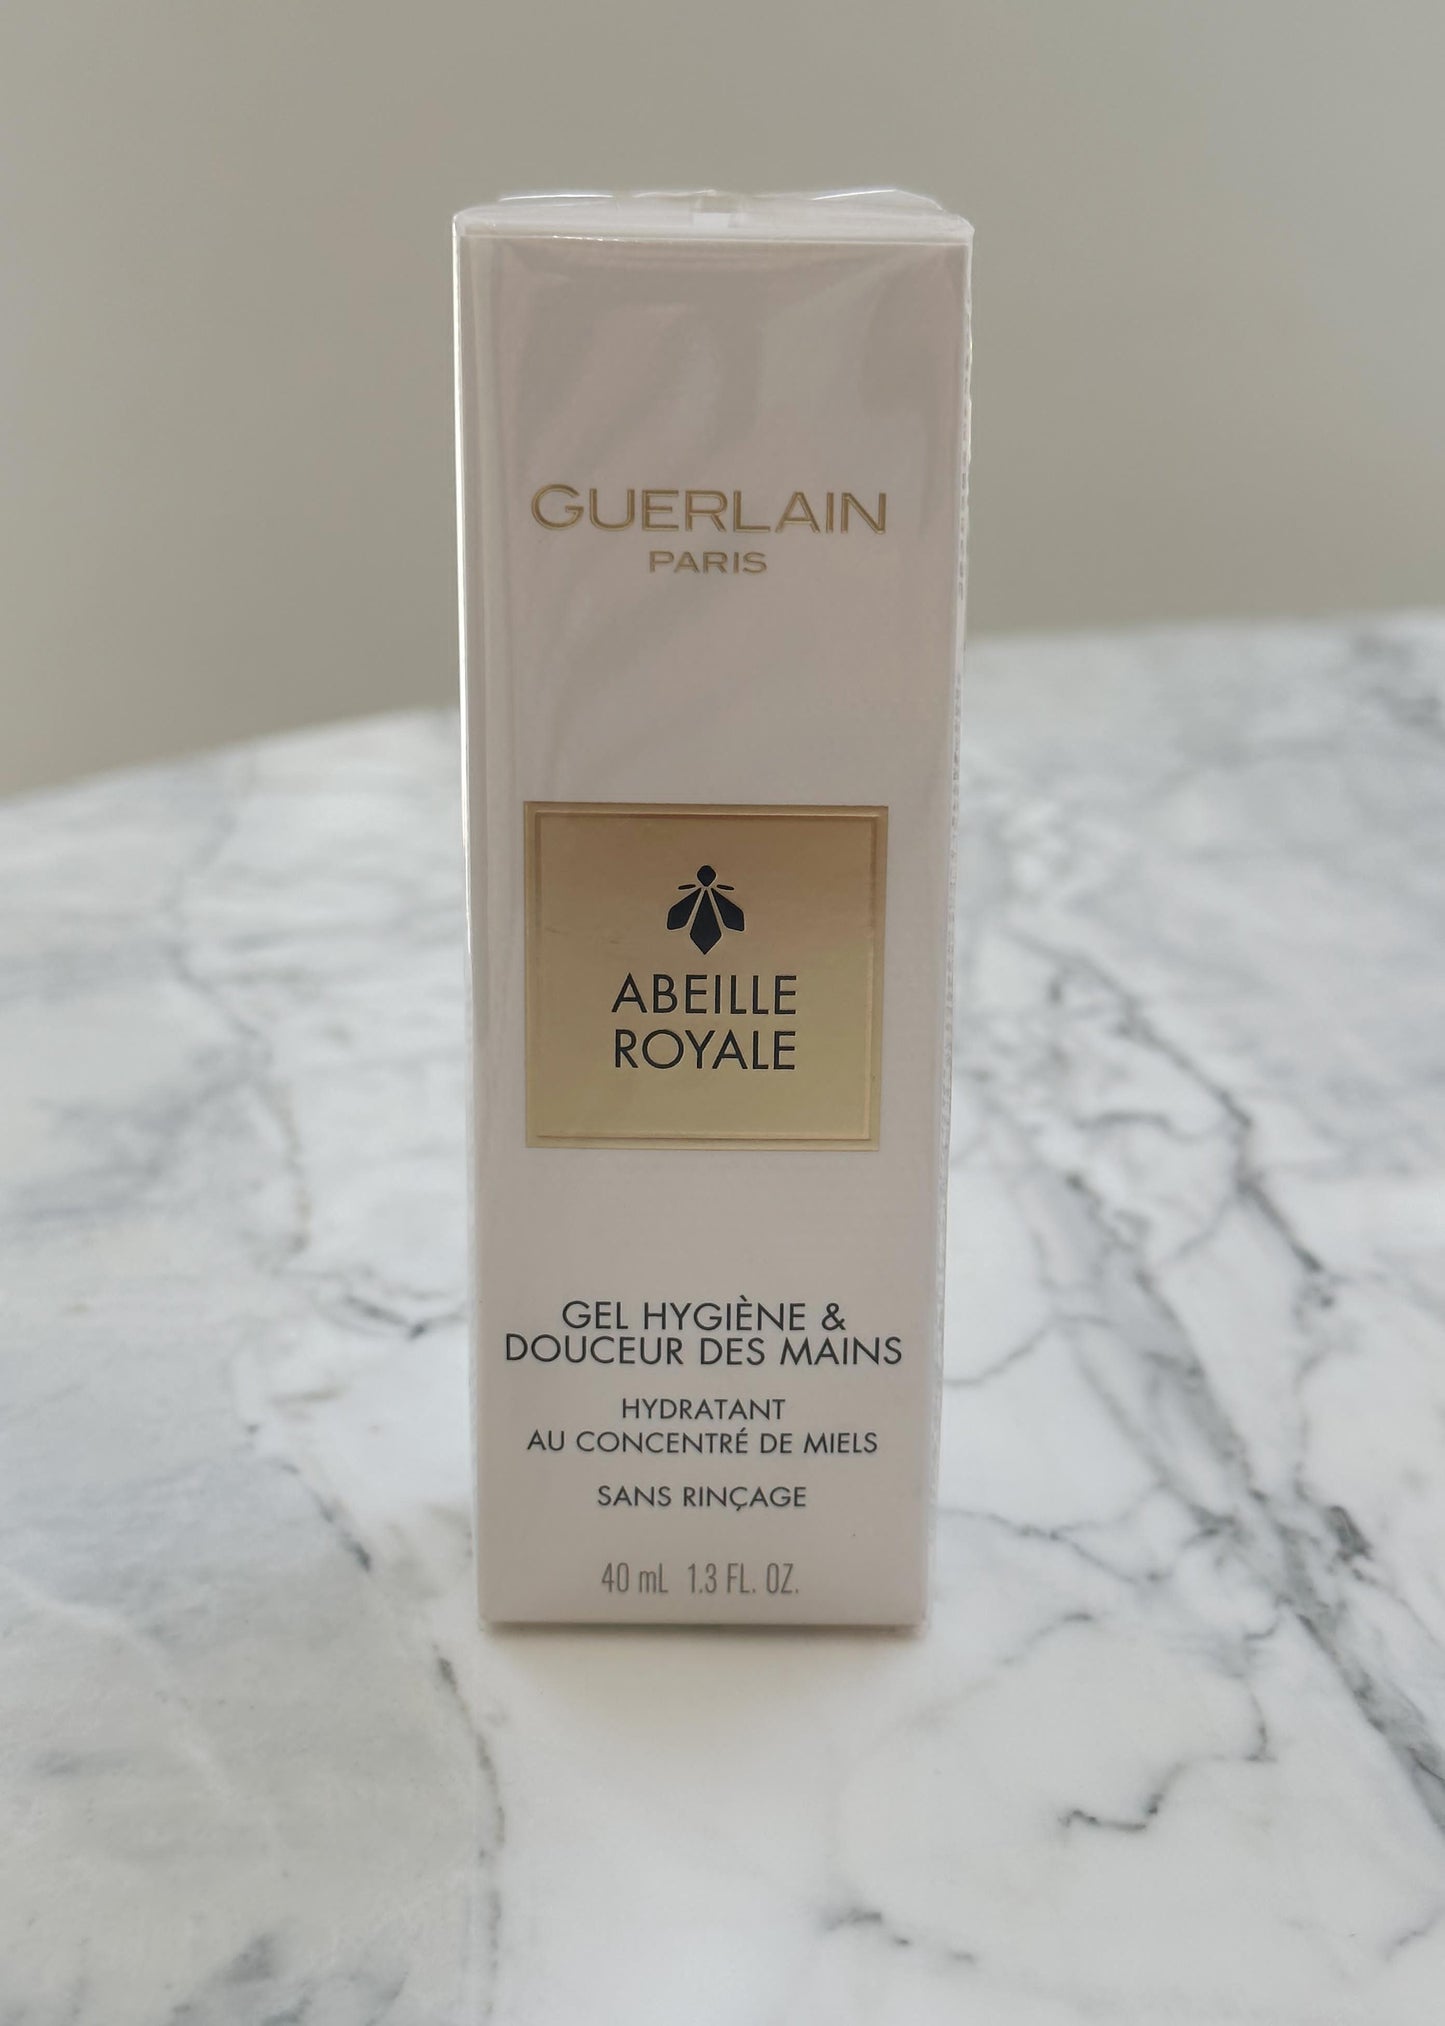 GUERLAIN
PARIS
ABEILLE
ROYALE
GEL HYGIÈNE &
DOUCEUR DES MAINS
HYDRATANT
AU CONCENTRÉ DE MIELS
SANS RINÇAGE
40 mL 1.3 FL. OZ.